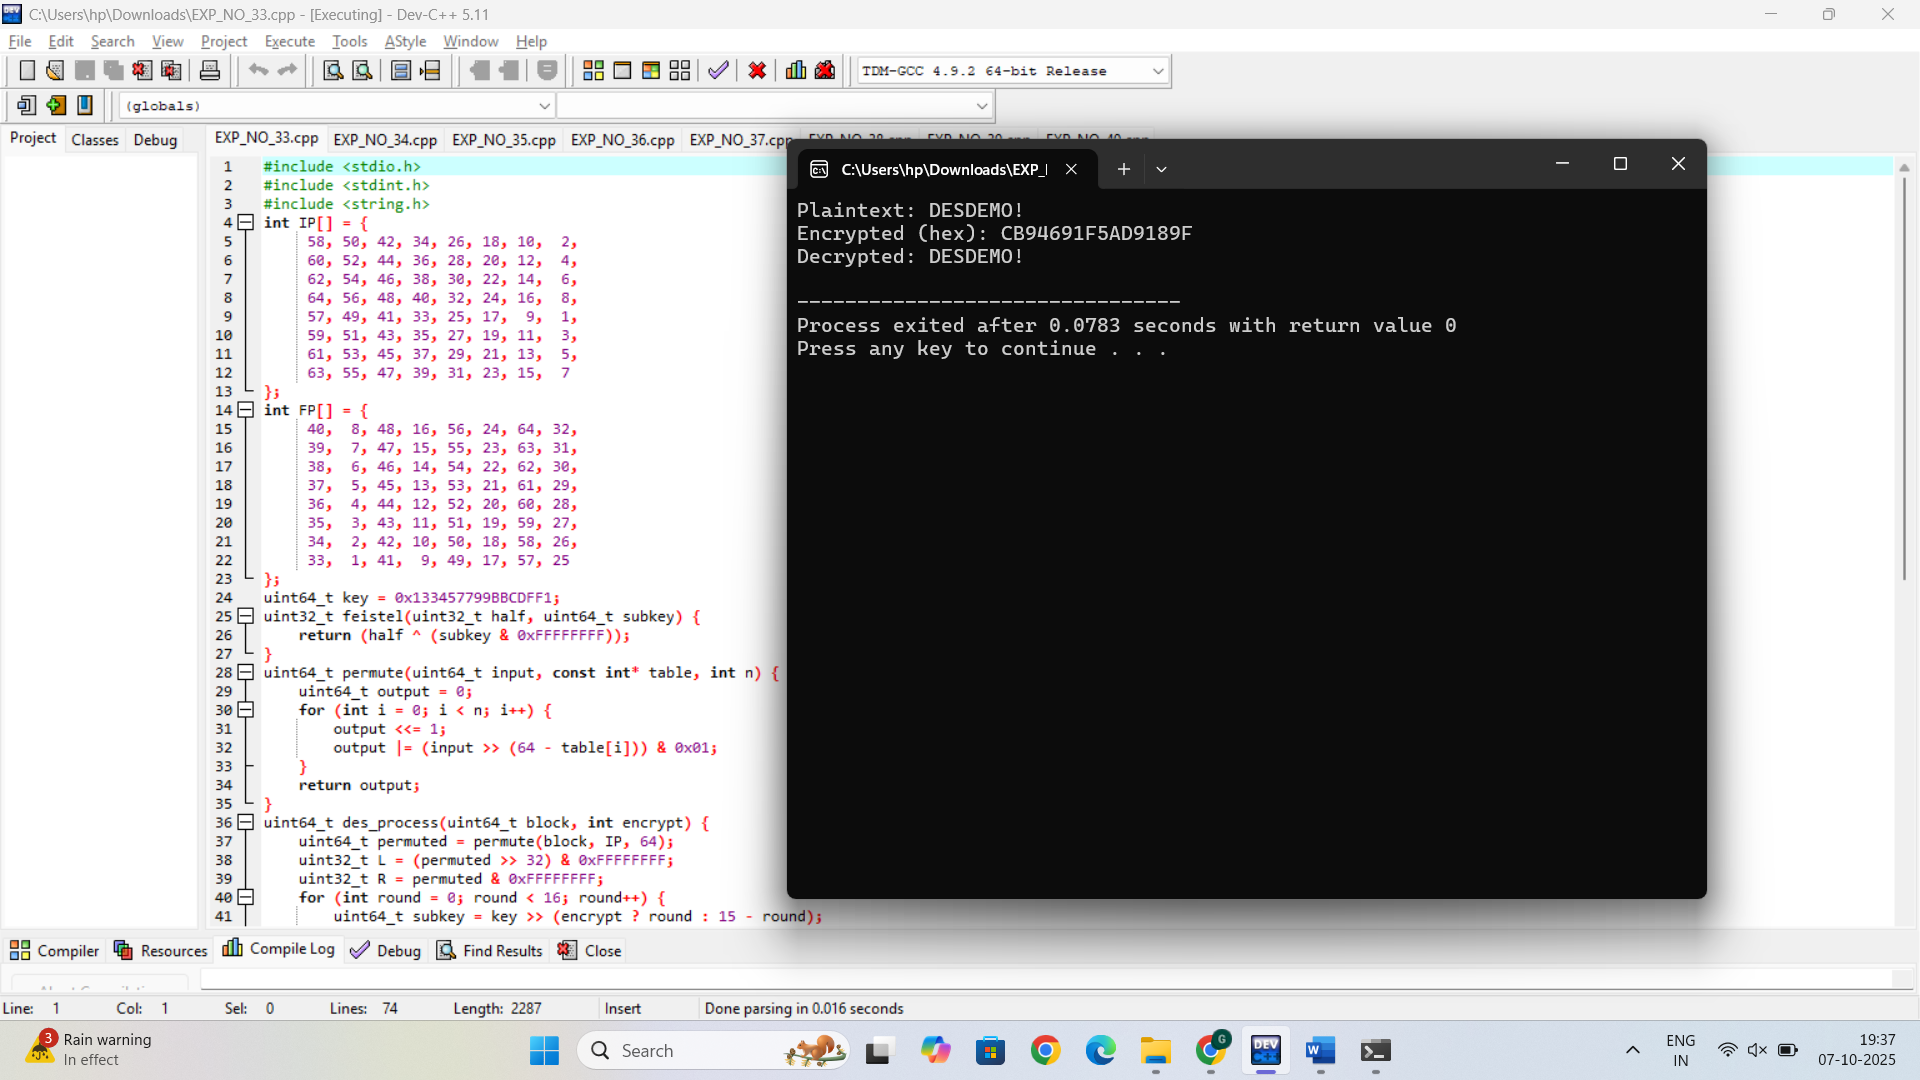 C:\Users\hp\Downloads\EXP_NO_33.cpp - [Executing] - Dev-C++ 5.11
File Edit Search View Project Execute Tools AStyle Window Help
TDM-GCC 4.9.2 64-bit Release
(globals)
Project Classes Debug
EXP_NO_33.cpp EXP_NO_34.cpp EXP_NO_35.cpp EXP_NO_36.cpp EXP_NO_37.cpp
1 #include <stdio.h>
2 #include <stdint.h>
3 #include <string.h>
4 int IP[] = {
5 58, 50, 42, 34, 26, 18, 10, 2,
6 60, 52, 44, 36, 28, 20, 12, 4,
7 62, 54, 46, 38, 30, 22, 14, 6,
8 64, 56, 48, 40, 32, 24, 16, 8,
9 57, 49, 41, 33, 25, 17, 9, 1,
10 59, 51, 43, 35, 27, 19, 11, 3,
11 61, 53, 45, 37, 29, 21, 13, 5,
12 63, 55, 47, 39, 31, 23, 15, 7
13 };
14 int FP[] = {
15 40, 8, 48, 16, 56, 24, 64, 32,
16 39, 7, 47, 15, 55, 23, 63, 31,
17 38, 6, 46, 14, 54, 22, 62, 30,
18 37, 5, 45, 13, 53, 21, 61, 29,
19 36, 4, 44, 12, 52, 20, 60, 28,
20 35, 3, 43, 11, 51, 19, 59, 27,
21 34, 2, 42, 10, 50, 18, 58, 26,
22 33, 1, 41, 9, 49, 17, 57, 25
23 };
24 uint64_t key = 0x133457799BBCDFF1;
25 uint32_t feistel(uint32_t half, uint64_t subkey) {
26 return (half ^ (subkey & 0xFFFFFFFF));
27 }
28 uint64_t permute(uint64_t input, const int* table, int n) {
29 uint64_t output = 0;
30 for (int i = 0; i < n; i++) {
31 output <<= 1;
32 output |= (input >> (64 - table[i])) & 0x01;
33 }
34 return output;
35 }
36 uint64_t des_process(uint64_t block, int encrypt) {
37 uint64_t permuted = permute(block, IP, 64);
38 uint32_t L = (permuted >> 32) & 0xFFFFFFFF;
39 uint32_t R = permuted & 0xFFFFFFFF;
40 for (int round = 0; round < 16; round++) {
41 uint64_t subkey = key >> (encrypt ? round : 15 - round);
C:\Users\hp\Downloads\EXP_
Plaintext: DESDEMO!
Encrypted (hex): CB94691F5AD9189F
Decrypted: DESDEMO!
--------------------------------
Process exited after 0.0783 seconds with return value 0
Press any key to continue . . .
Compiler Resources Compile Log Debug Find Results Close
Line: 1 Col: 1 Sel: 0 Lines: 74 Length: 2287 Insert Done parsing in 0.016 seconds
3 Rain warning
In effect
Search
G
DEV
W
ENG
IN
19:37
07-10-2025